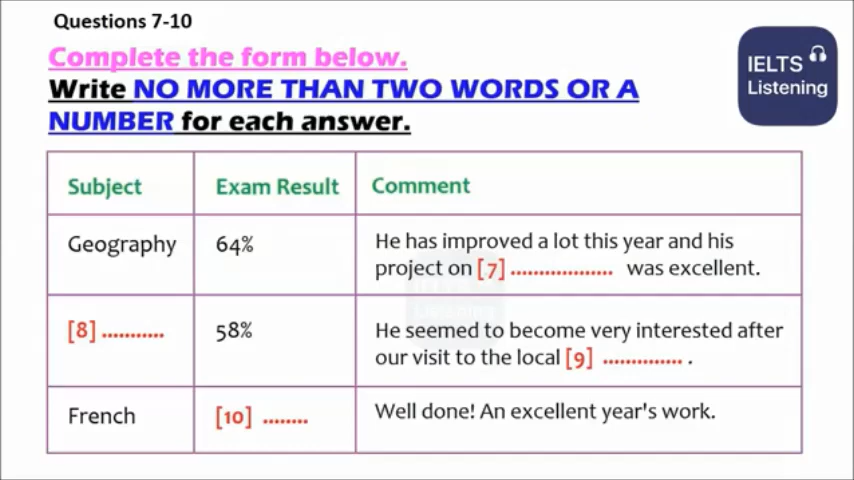 Questions 7-10
Complete the form below.
Write NO MORE THAN TWO WORDS OR A
NUMBER for each answer.
IELTS
Listening
Subject
Exam Result
Comment
Geography
64%
He has improved a lot this year and his
project on [7] .................. was excellent.
[8] ...........
58%
He seemed to become very interested after
our visit to the local [9] .............. .
French
[10] ........
Well done! An excellent year's work.